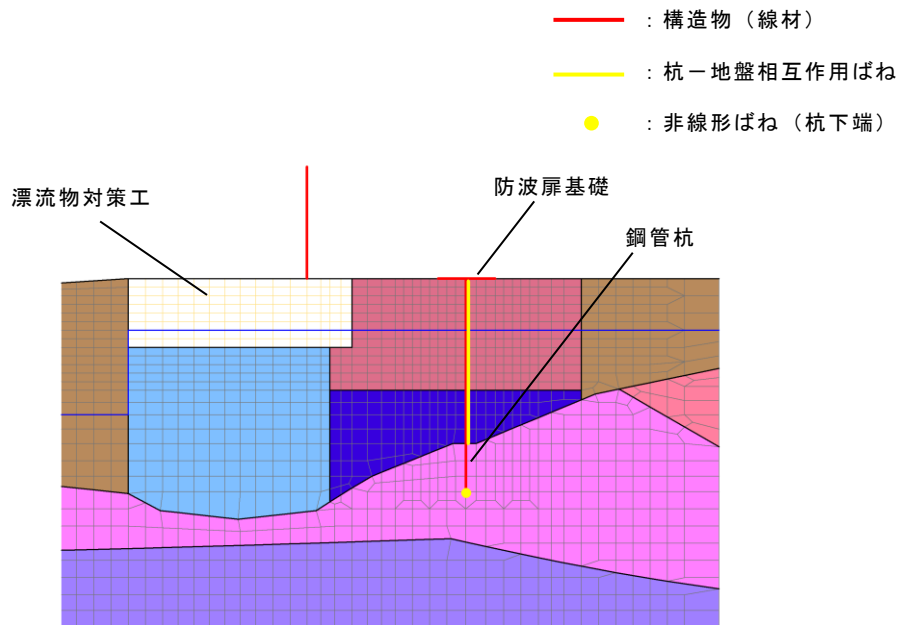 ：構造物（線材）
：杭－地盤相互作用ばね
：非線形ばね（杭下端）
漂流物対策工
防波扉基礎
鋼管杭